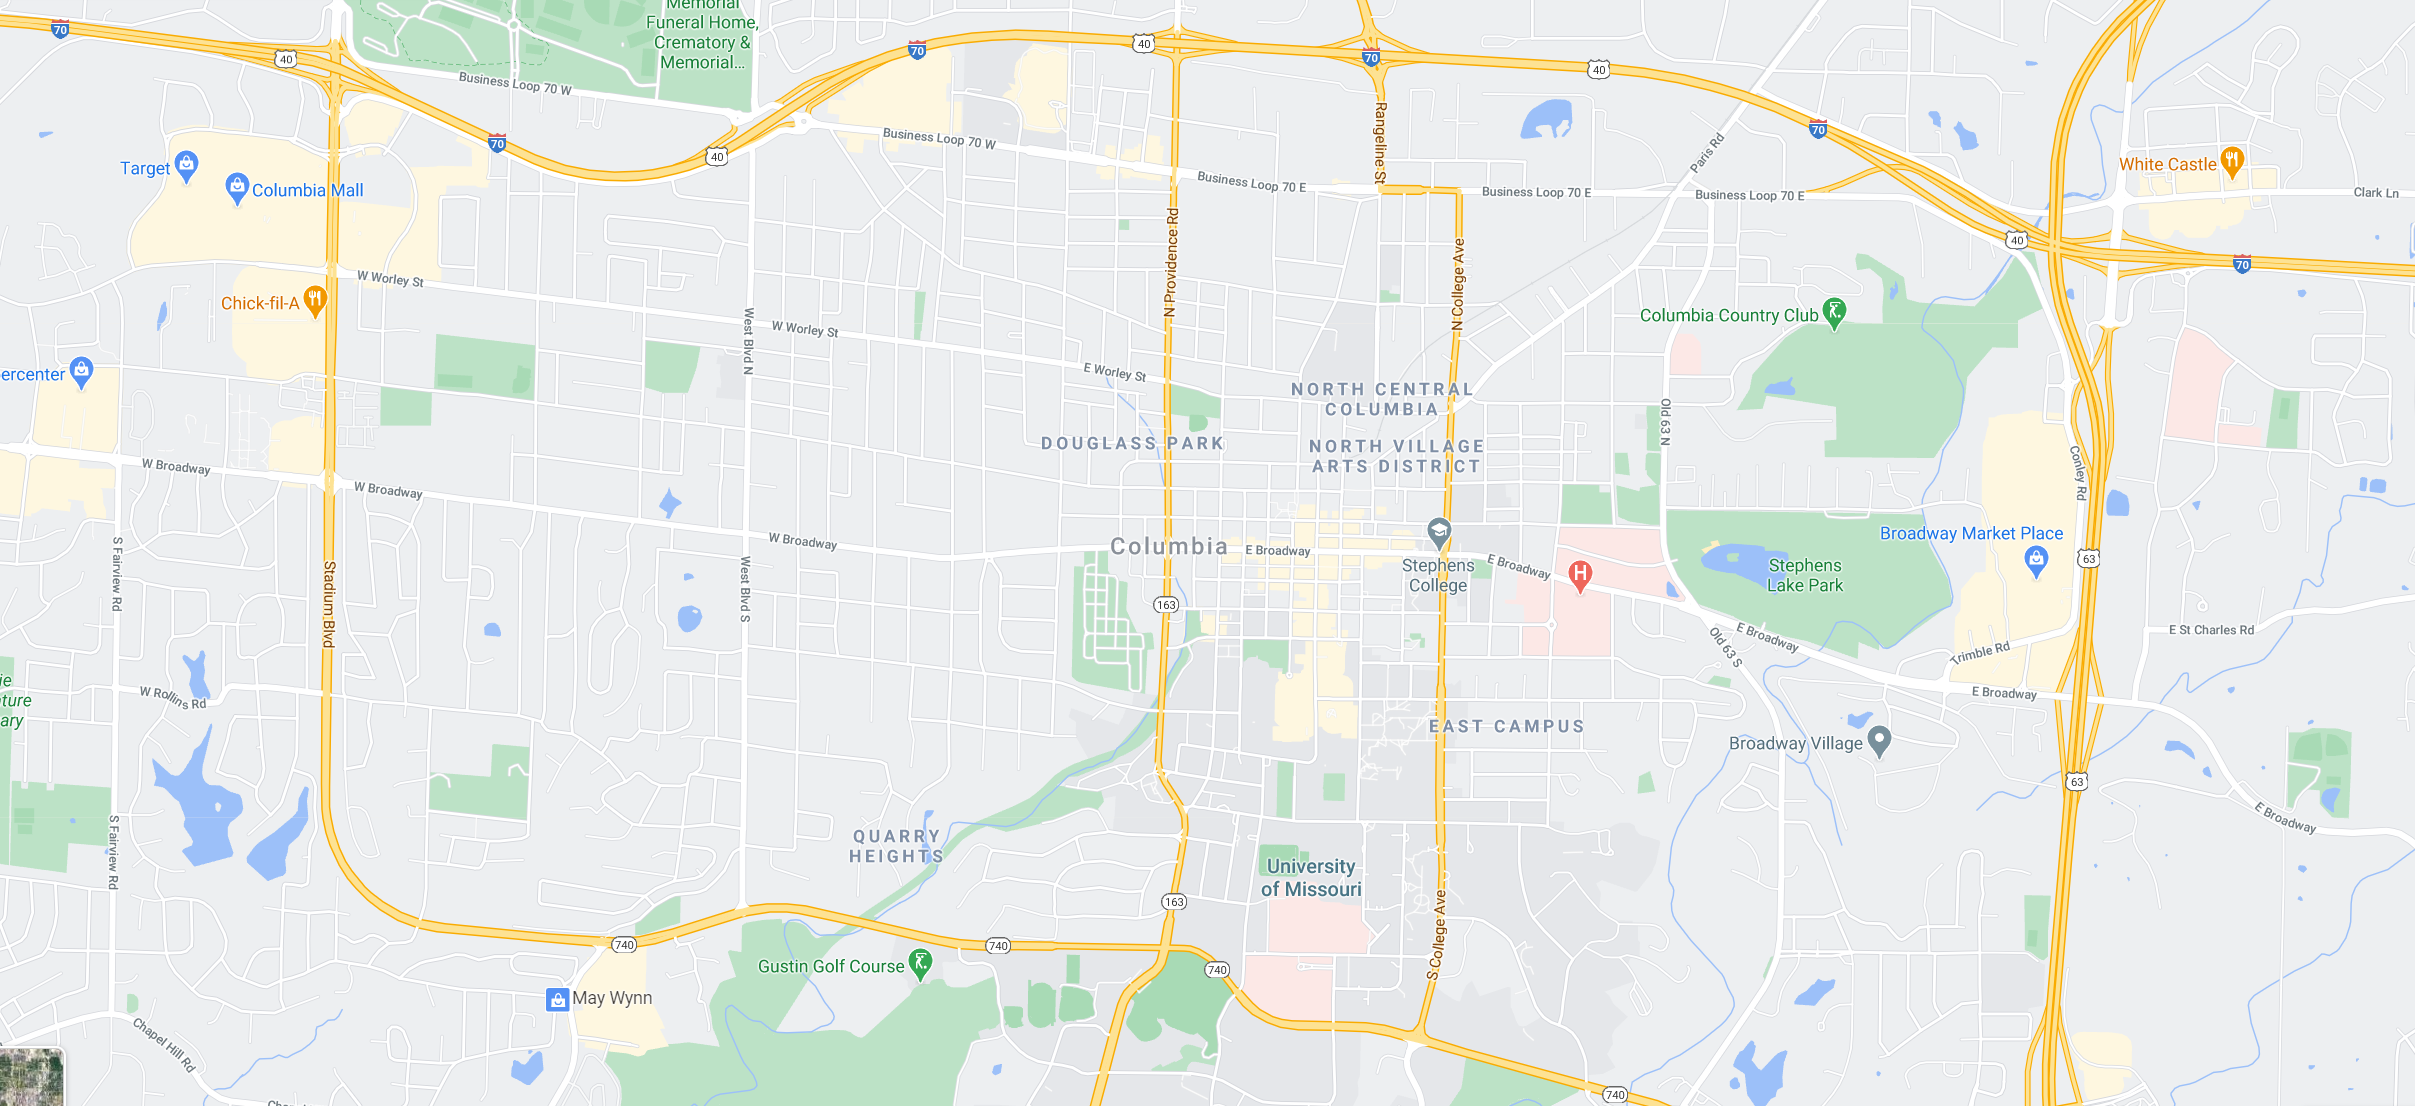 Memorial
Funeral Home,
Crematory &
Memorial...
70
40
70
40
70
40
Business Loop 70 W
70
40
Business Loop 70 W
Rangeline St
70
Paris Rd
Target
Columbia Mall
White Castle
Business Loop 70 E
Business Loop 70 E
Business Loop 70 E
Clark Ln
N Providence Rd
N College Ave
40
70
W Worley St
Chick-fil-A
West Blvd N
W Worley St
Columbia Country Club
ercenter
E Worley St
NORTH CENTRAL
COLUMBIA
Old 63 N
DOUGLASS PARK
NORTH VILLAGE
ARTS DISTRICT
W Broadway
W Broadway
Conley Rd
W Broadway
Columbia
E Broadway
Stephens
College
E Broadway
H
Stephens
Lake Park
Broadway Market Place
63
S Fairview Rd
Stadium Blvd
West Blvd S
163
Old 63 S
E Broadway
Trimble Rd
E St Charles Rd
ie
ture
ary
W Rollins Rd
E Broadway
EAST CAMPUS
Broadway Village
63
E Broadway
S Fairview Rd
QUARRY
HEIGHTS
University
of Missouri
163
S College Ave
740
740
740
Gustin Golf Course
May Wynn
Chapel Hill Rd
740